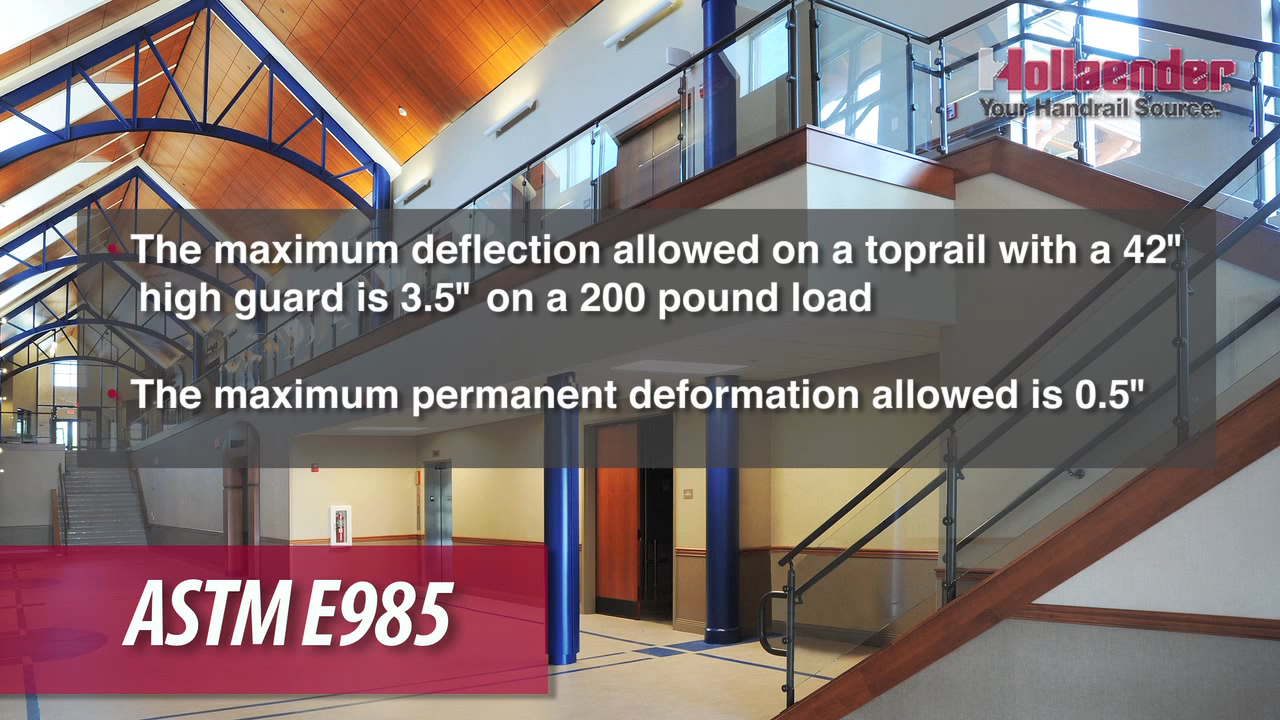 Hollaender®
Your Handrail Source.
• The maximum deflection allowed on a toprail with a 42"
high guard is 3.5" on a 200 pound load
• The maximum permanent deformation allowed is 0.5"
ASTM E985